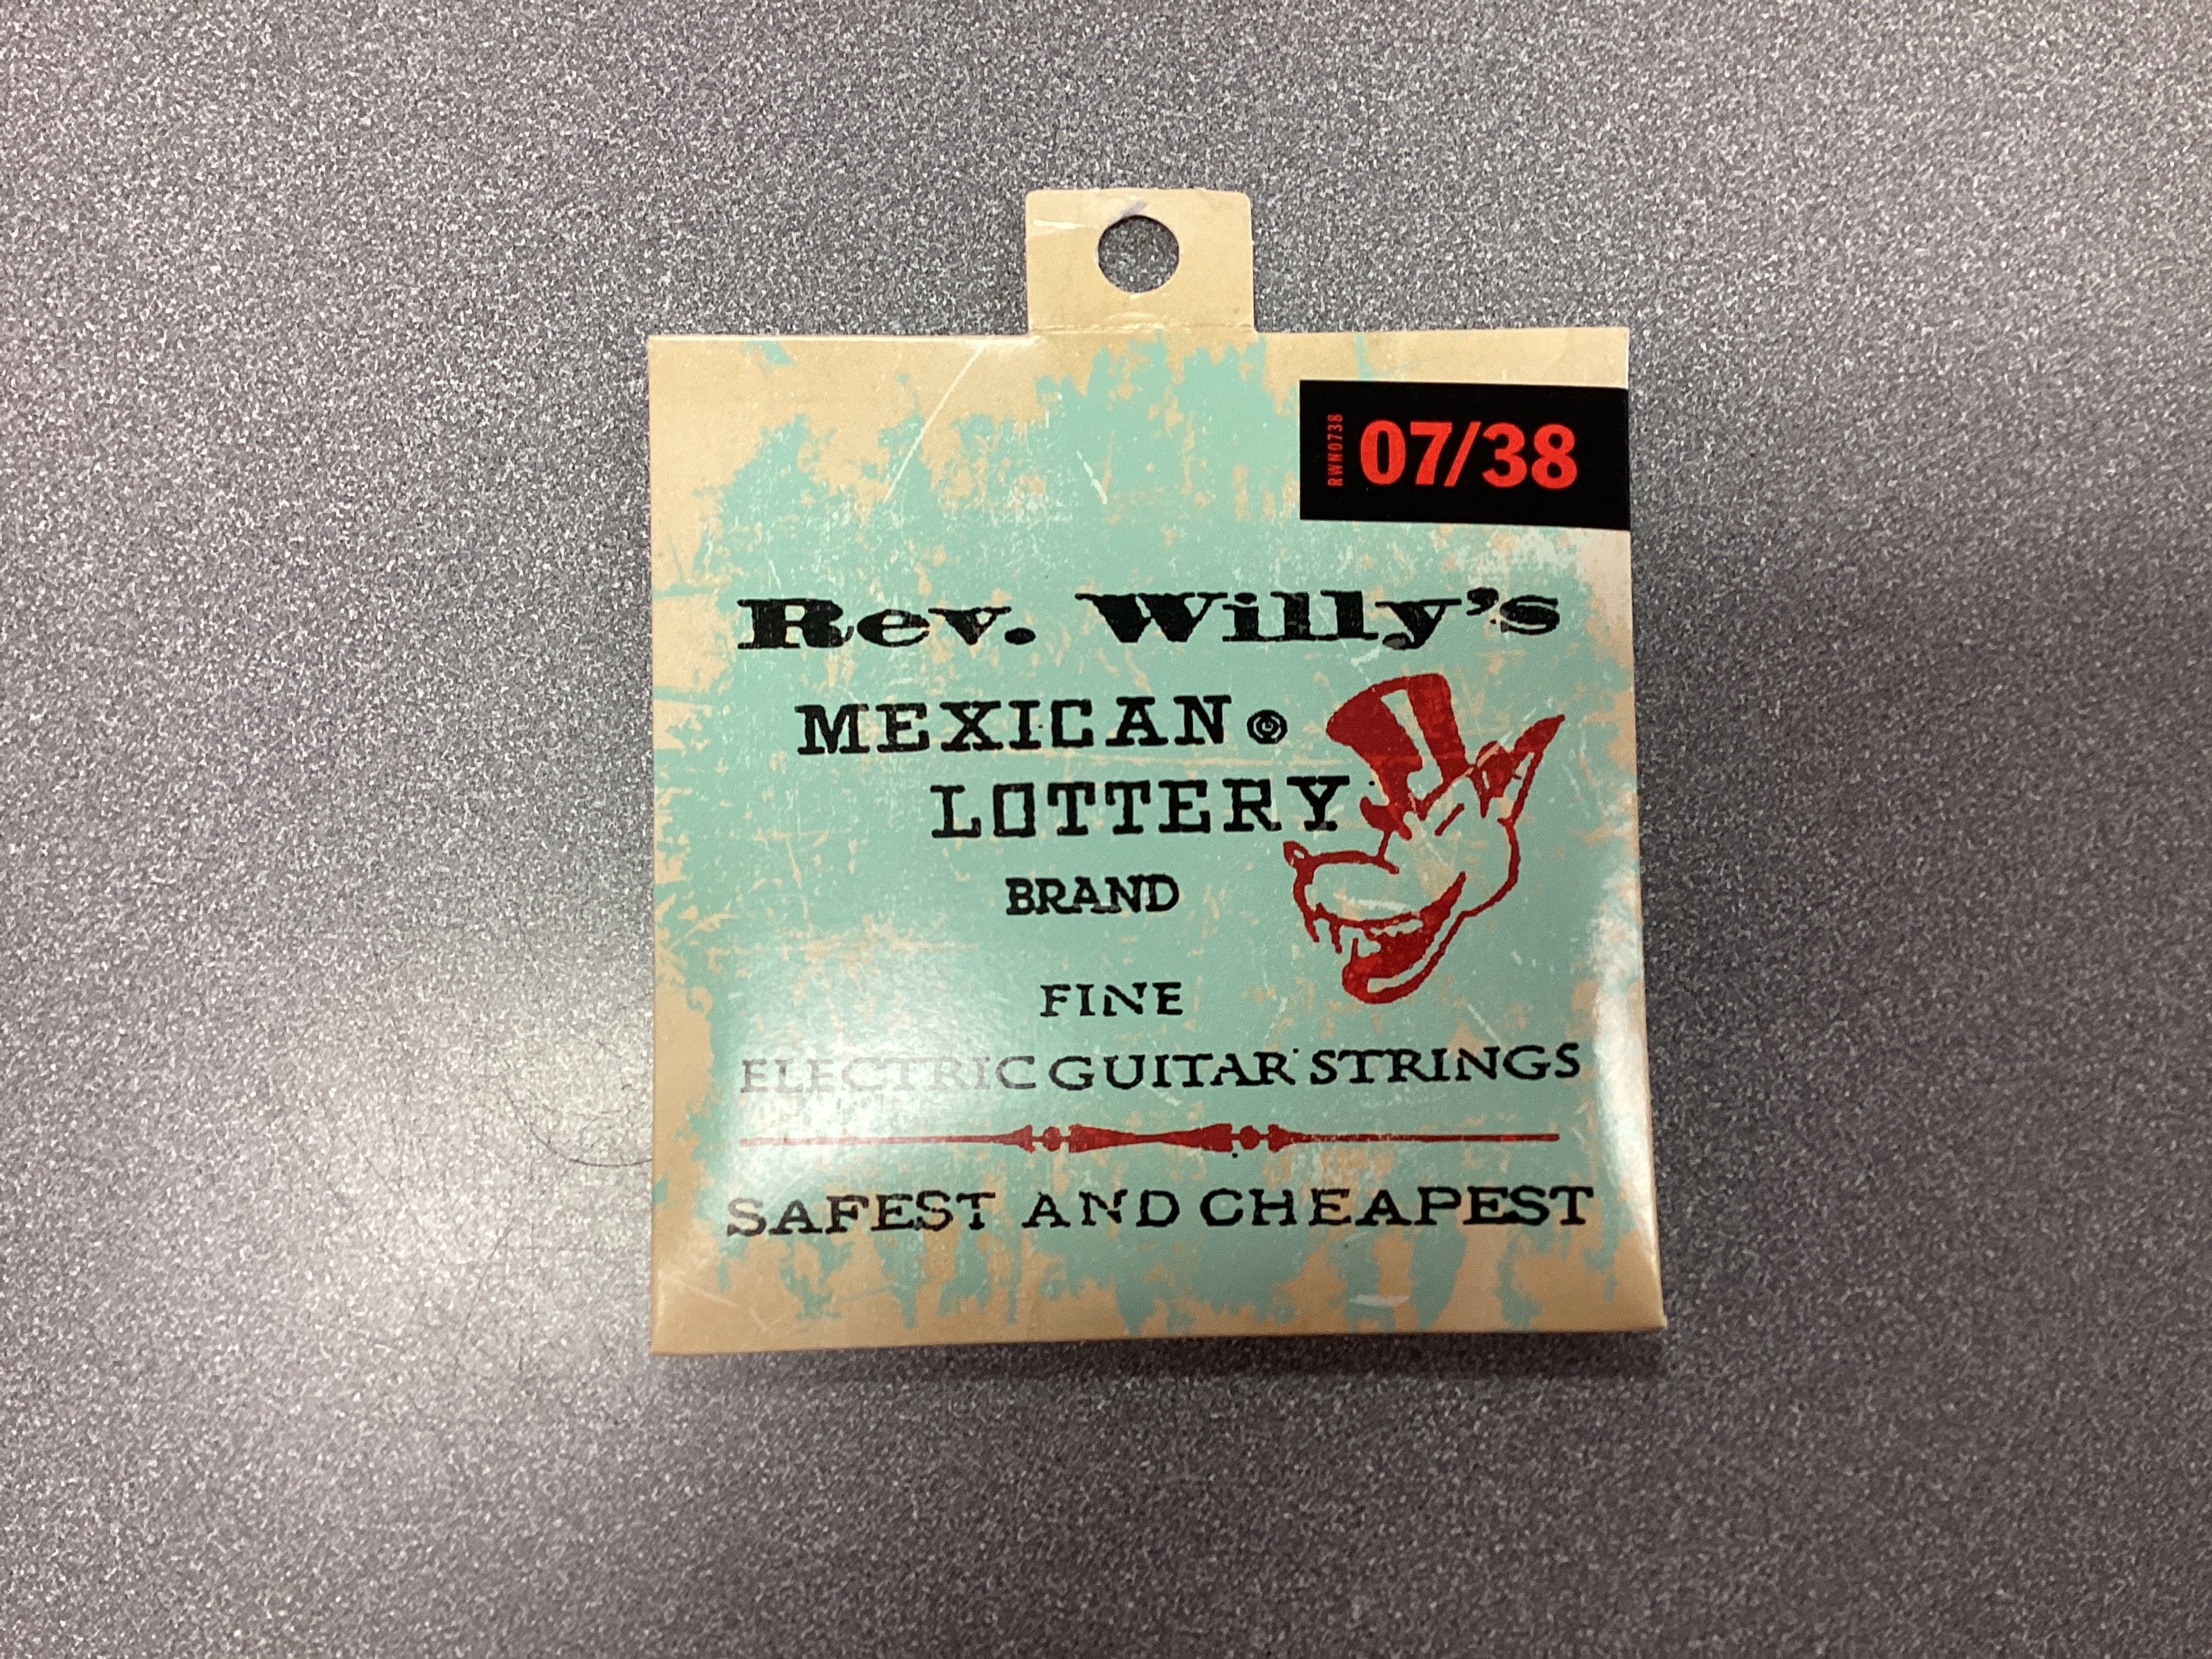 RWN0738
07/38
Rev. Willy's
MEXICAN
LOTTERY
BRAND
FINE
ELECTRIC GUITAR STRINGS
SAFEST AND CHEAPEST